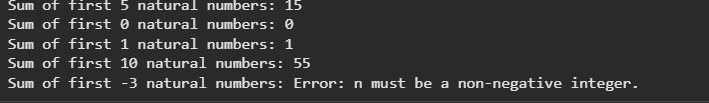 Sum of first 5 natural numbers: 15
Sum of first 0 natural numbers: 0
Sum of first 1 natural numbers: 1
Sum of first 10 natural numbers: 55
Sum of first -3 natural numbers: Error: n must be a non-negative integer.